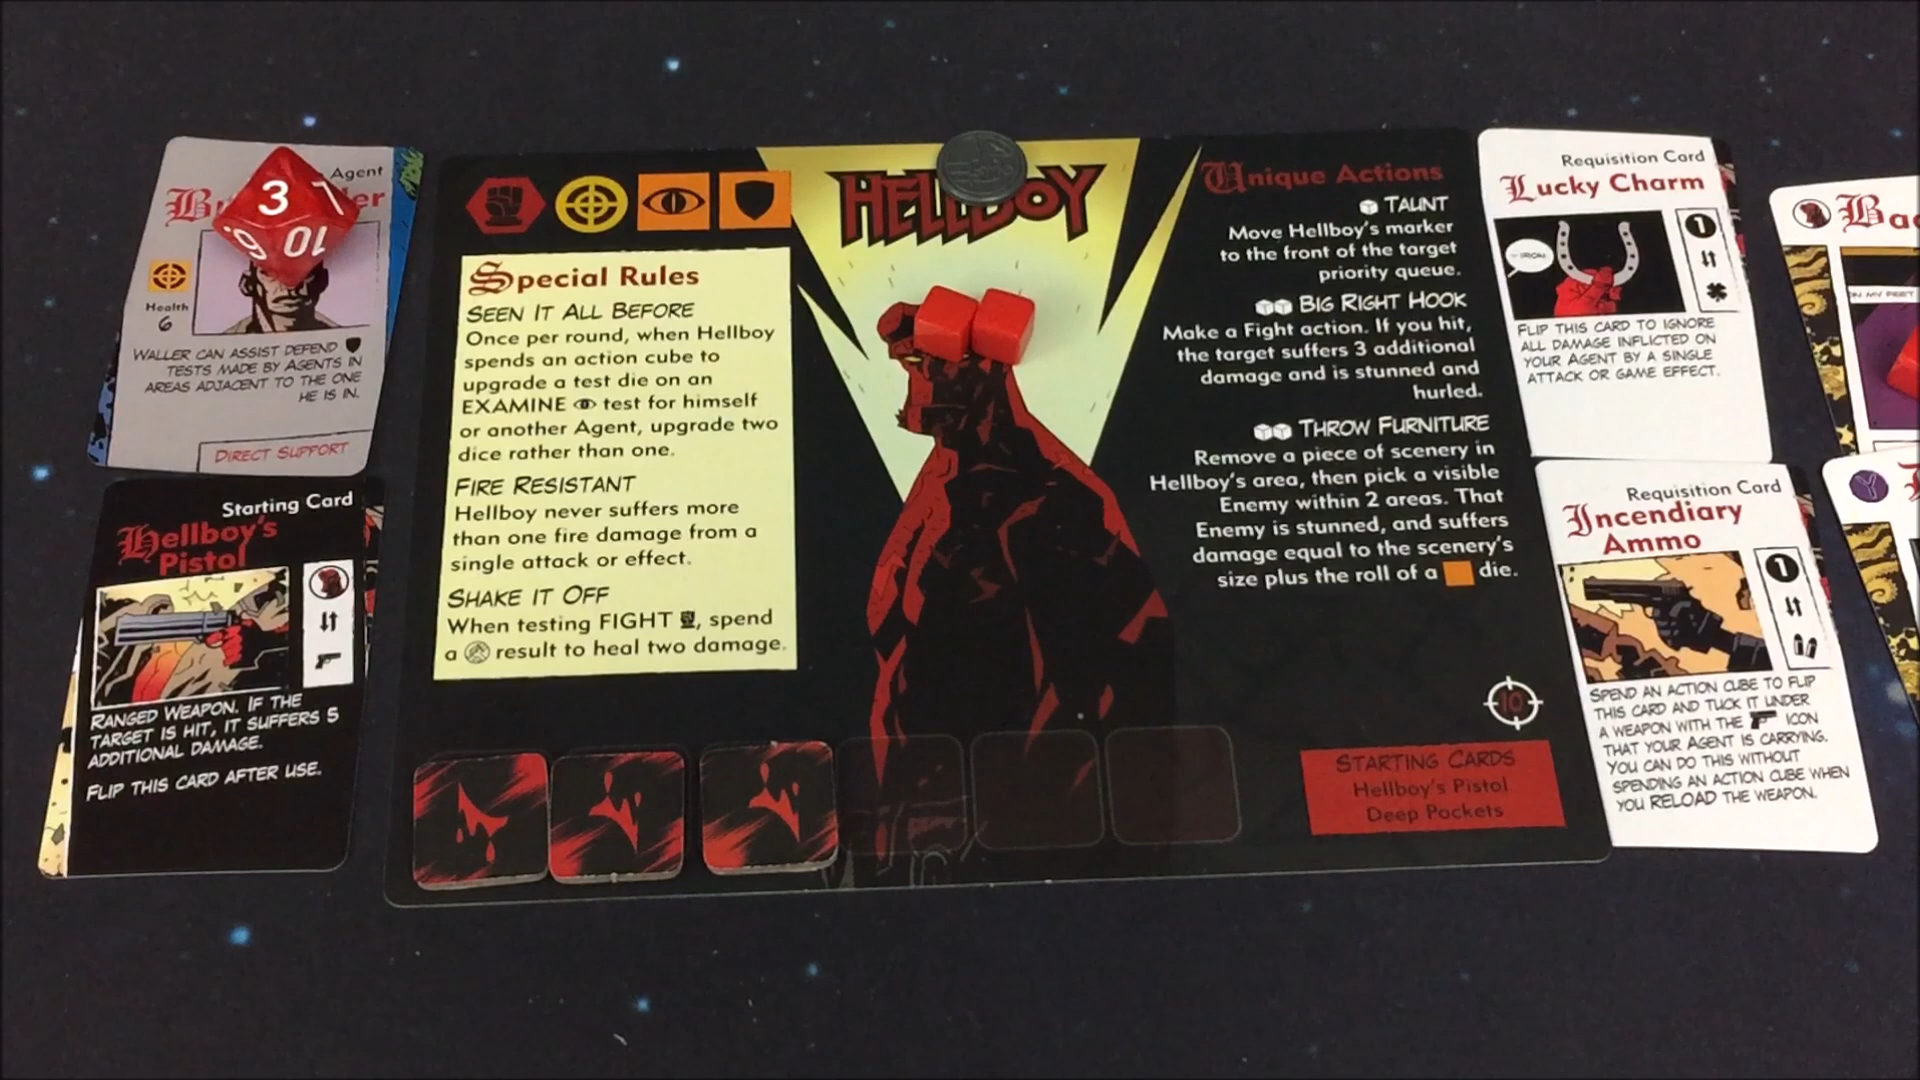 3
7
9
10
Agent
Health
6
WALLER CAN ASSIST DEFEND
TESTS MADE BY AGENTS IN
AREAS ADJACENT TO THE ONE
HE IS IN.
DIRECT SUPPORT
Starting Card
Hellboy's
Pistol
RANGED WEAPON. IF THE
TARGET IS HIT, IT SUFFERS 5
ADDITIONAL DAMAGE.
FLIP THIS CARD AFTER USE.
HELLBOY
Special Rules
SEEN IT ALL BEFORE
Once per round, when Hellboy
spends an action cube to
upgrade a test die on an
EXAMINE test for himself
or another Agent, upgrade two
dice rather than one.
FIRE RESISTANT
Hellboy never suffers more
than one fire damage from a
single attack or effect.
SHAKE IT OFF
When testing FIGHT, spend
a result to heal two damage.
Unique Actions
TAUNT
Move Hellboy's marker
to the front of the target
priority queue.
BIG RIGHT HOOK
Make a Fight action. If you hit,
the target suffers 3 additional
damage and is stunned and
hurled.
THROW FURNITURE
Remove a piece of scenery in
Hellboy's area, then pick a visible
Enemy within 2 areas. That
Enemy is stunned, and suffers
damage equal to the scenery's
size plus the roll of a die.
10
STARTING CARDS
Hellboy's Pistol
Deep Pockets
Requisition Card
Lucky Charm
1
FLIP THIS CARD TO IGNORE
ALL DAMAGE INFLICTED ON
YOUR AGENT BY A SINGLE
ATTACK OR GAME EFFECT.
Requisition Card
Incendiary
Ammo
1
SPEND AN ACTION CUBE TO FLIP
THIS CARD AND TUCK IT UNDER
A WEAPON WITH THE ICON
THAT YOUR AGENT IS CARRYING.
YOU CAN DO THIS WITHOUT
SPENDING AN ACTION CUBE WHEN
YOU RELOAD THE WEAPON.